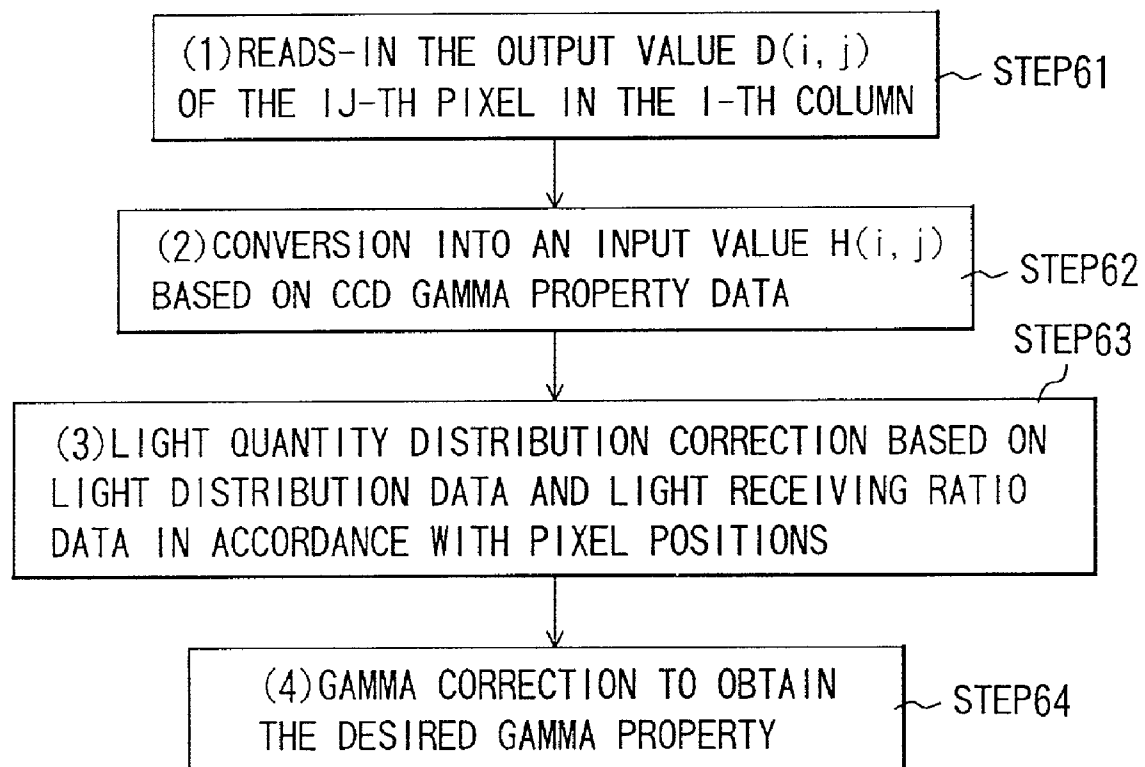 (1)READS-IN THE OUTPUT VALUE D(i, j)
OF THE IJ-TH PIXEL IN THE I-TH COLUMN
STEP61
(2)CONVERSION INTO AN INPUT VALUE H(i, j)
BASED ON CCD GAMMA PROPERTY DATA
STEP62
STEP63
(3)LIGHT QUANTITY DISTRIBUTION CORRECTION BASED ON
LIGHT DISTRIBUTION DATA AND LIGHT RECEIVING RATIO
DATA IN ACCORDANCE WITH PIXEL POSITIONS
(4)GAMMA CORRECTION TO OBTAIN
THE DESIRED GAMMA PROPERTY
STEP64